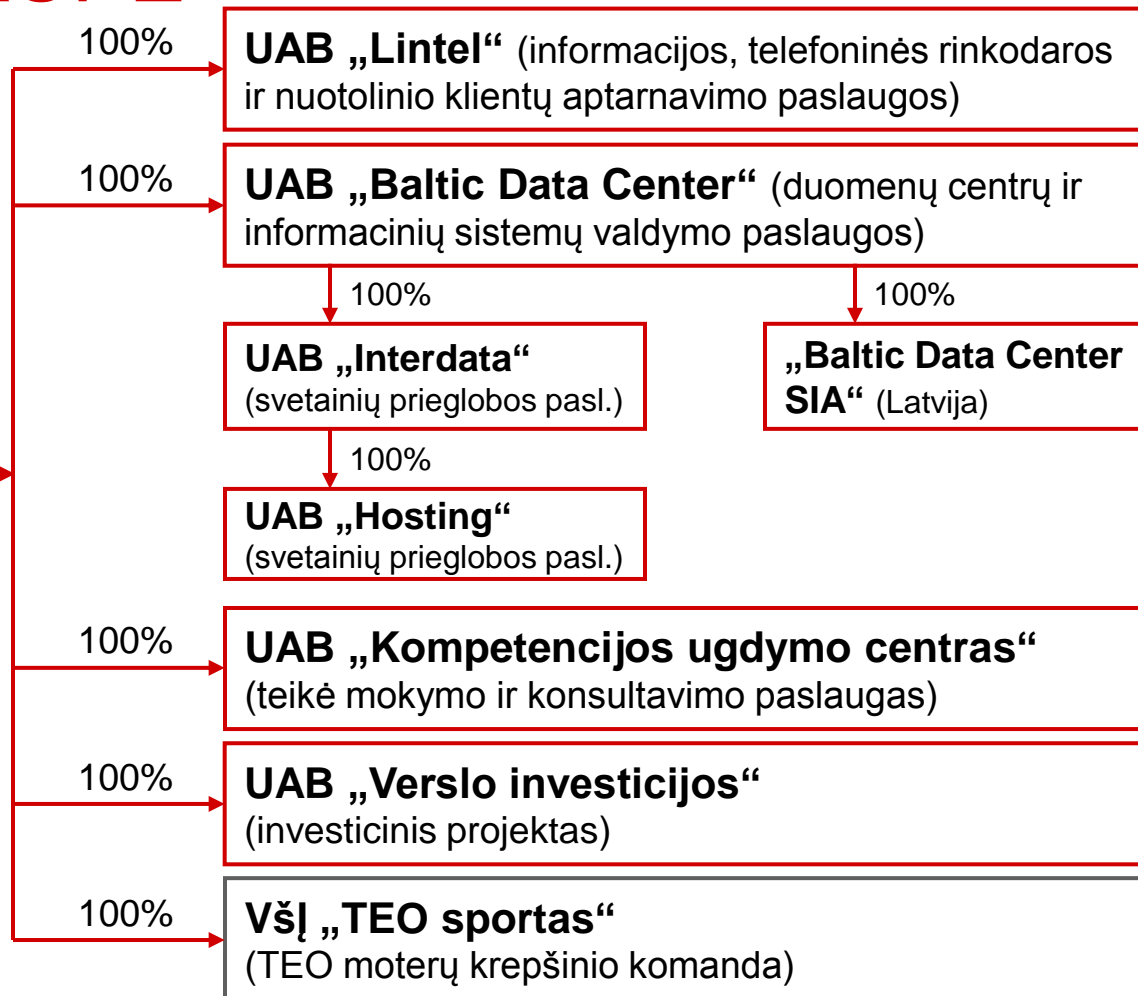 100%
UAB „Lintel“ (informacijos, telefoninės rinkodaros
ir nuotolinio klientų aptarnavimo paslaugos)
100%
UAB „Baltic Data Center“ (duomenų centrų ir
informacinių sistemų valdymo paslaugos)
100%
100%
UAB „Interdata“
(svetainių prieglobos pasl.)
„Baltic Data Center
SIA“ (Latvija)
100%
UAB „Hosting“
(svetainių prieglobos pasl.)
100%
UAB „Kompetencijos ugdymo centras“
(teikė mokymo ir konsultavimo paslaugas)
100%
UAB „Verslo investicijos“
(investicinis projektas)
100%
VšĮ „TEO sportas“
(TEO moterų krepšinio komanda)